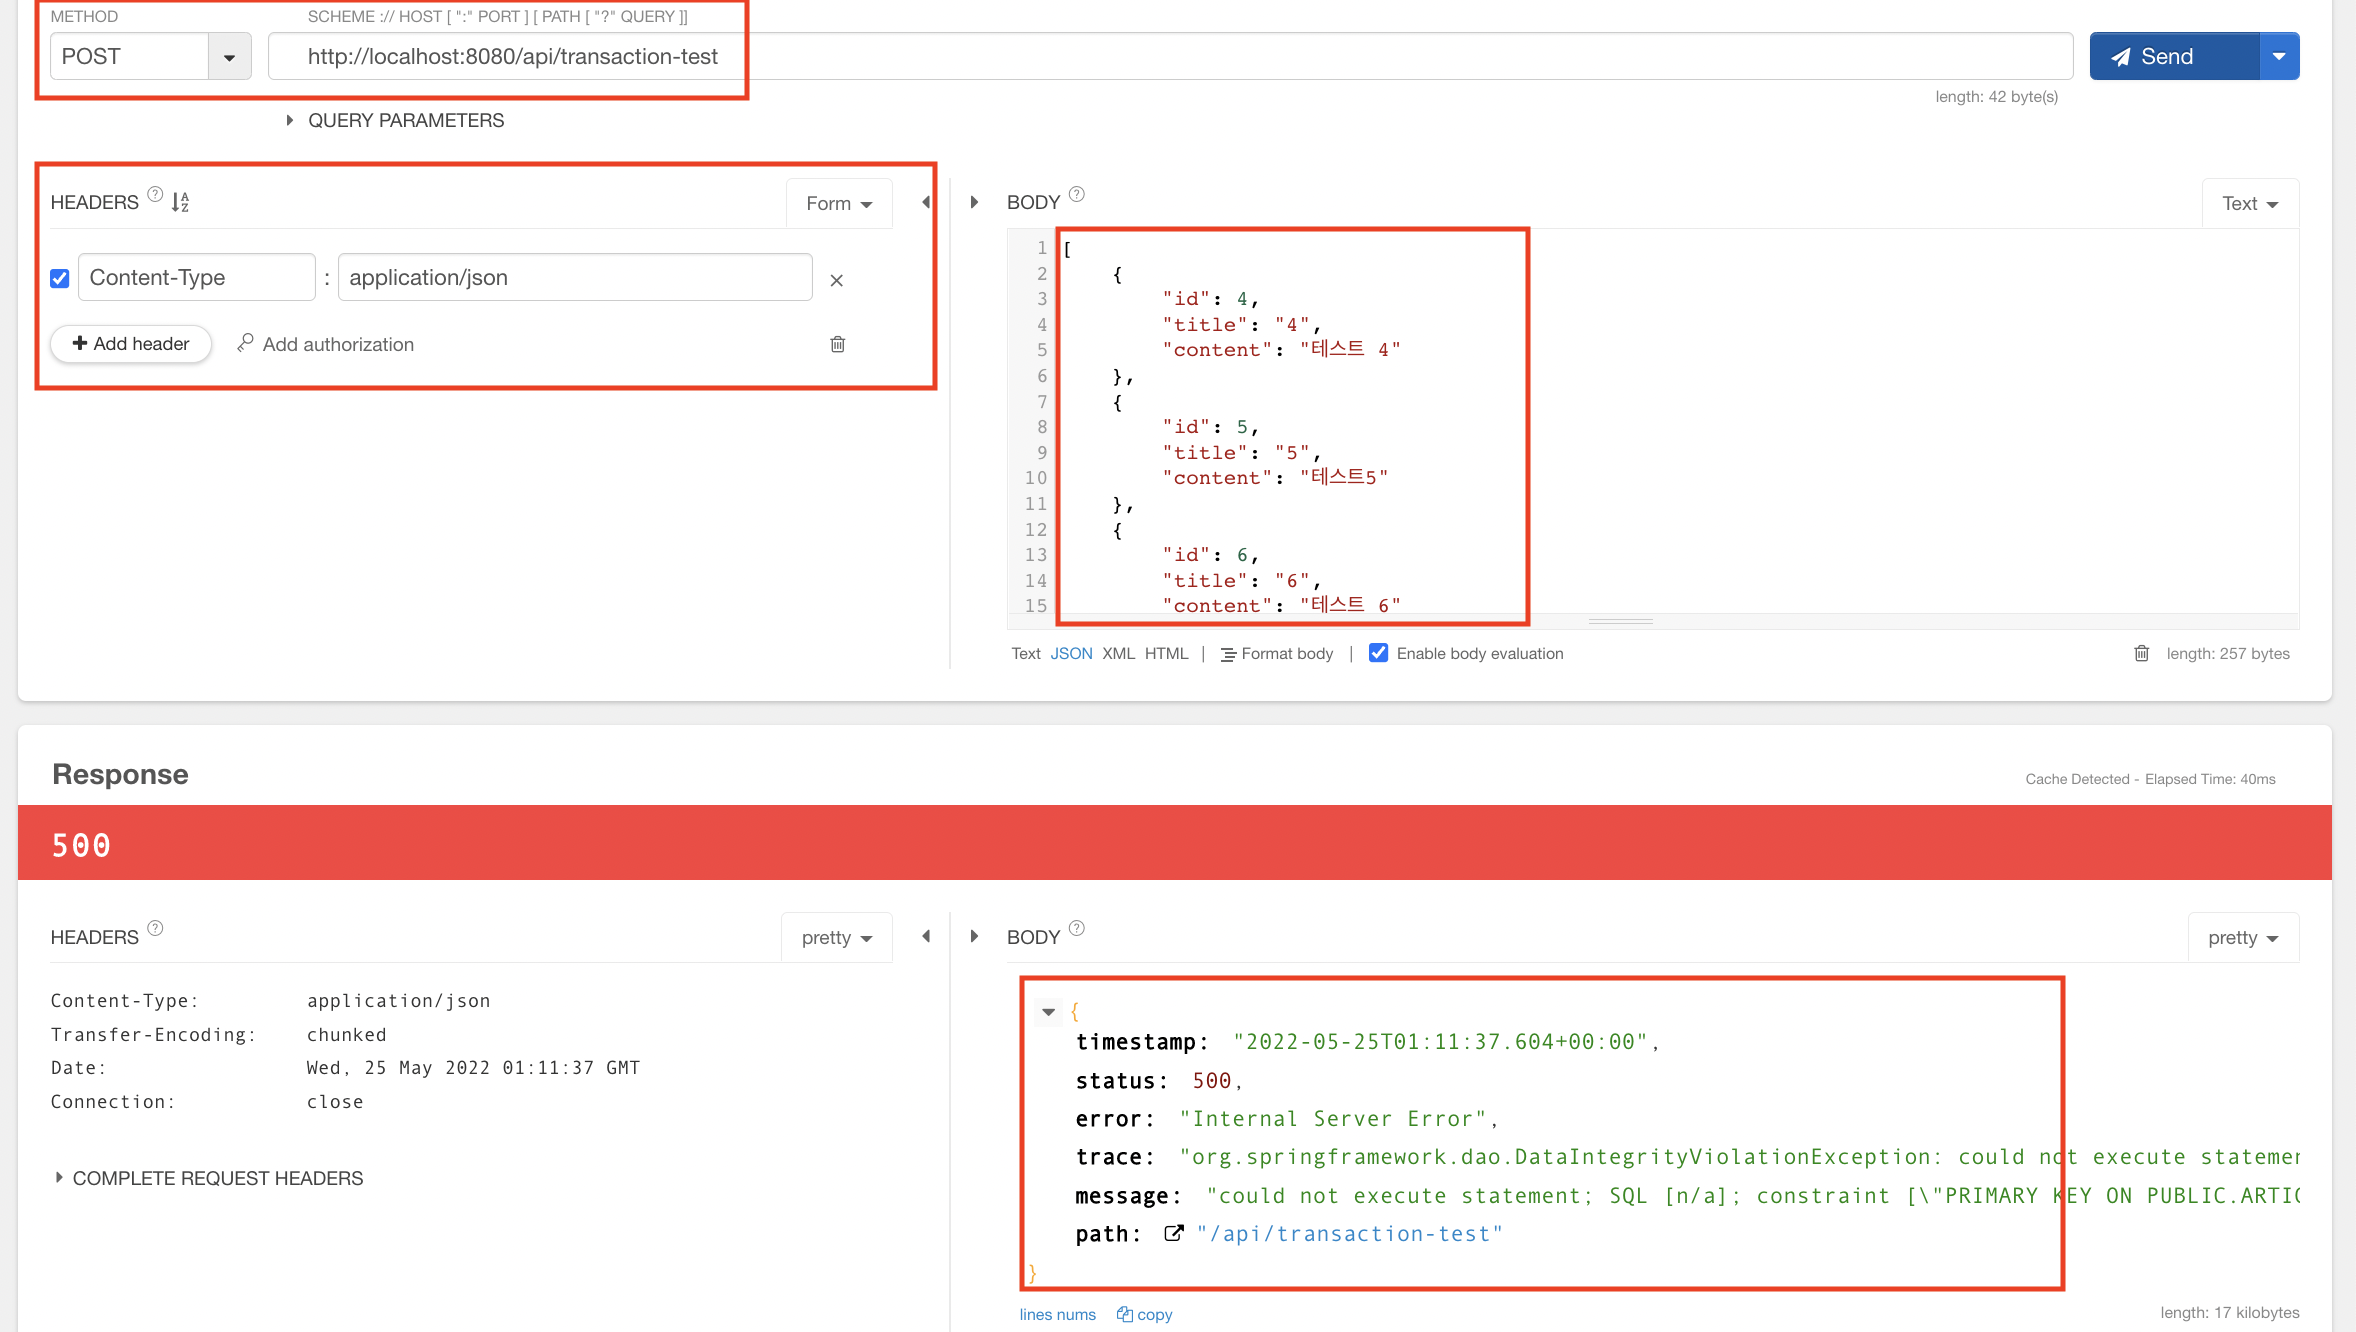 METHOD
SCHEME :// HOST [ ":" PORT ] [ PATH [ "?" QUERY ]]
POST
http://localhost:8080/api/transaction-test
Send
length: 42 byte(s)
QUERY PARAMETERS
HEADERS ?
Form
Content-Type : application/json
+ Add header
Add authorization
BODY ?
Text
1 [
2 {
3 "id": 4,
4 "title": "4",
5 "content": "테스트 4"
6 },
7 {
8 "id": 5,
9 "title": "5",
10 "content": "테스트5"
11 },
12 {
13 "id": 6,
14 "title": "6",
15 "content": "테스트 6"
Text JSON XML HTML | Format body | Enable body evaluation
length: 257 bytes
Response
Cache Detected - Elapsed Time: 40ms
500
HEADERS ?
pretty
Content-Type: application/json
Transfer-Encoding: chunked
Date: Wed, 25 May 2022 01:11:37 GMT
Connection: close
COMPLETE REQUEST HEADERS
BODY ?
pretty
{
timestamp: "2022-05-25T01:11:37.604+00:00",
status: 500,
error: "Internal Server Error",
trace: "org.springframework.dao.DataIntegrityViolationException: could not execute statemen
message: "could not execute statement; SQL [n/a]; constraint [\"PRIMARY KEY ON PUBLIC.ARTIC
path: "/api/transaction-test"
}
lines nums
copy
length: 17 kilobytes